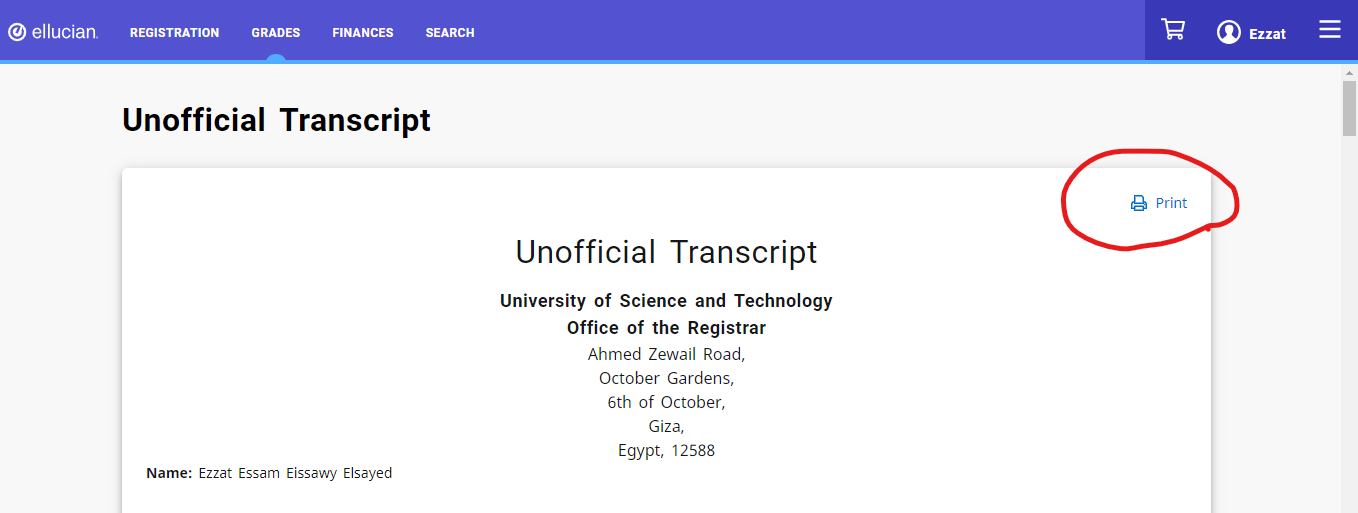 ellucian.
REGISTRATION GRADES FINANCES SEARCH
Ezzat
Unofficial Transcript
Print
Unofficial Transcript
University of Science and Technology
Office of the Registrar
Ahmed Zewail Road,
October Gardens,
6th of October,
Giza,
Egypt, 12588
Name: Ezzat Essam Eissawy Elsayed